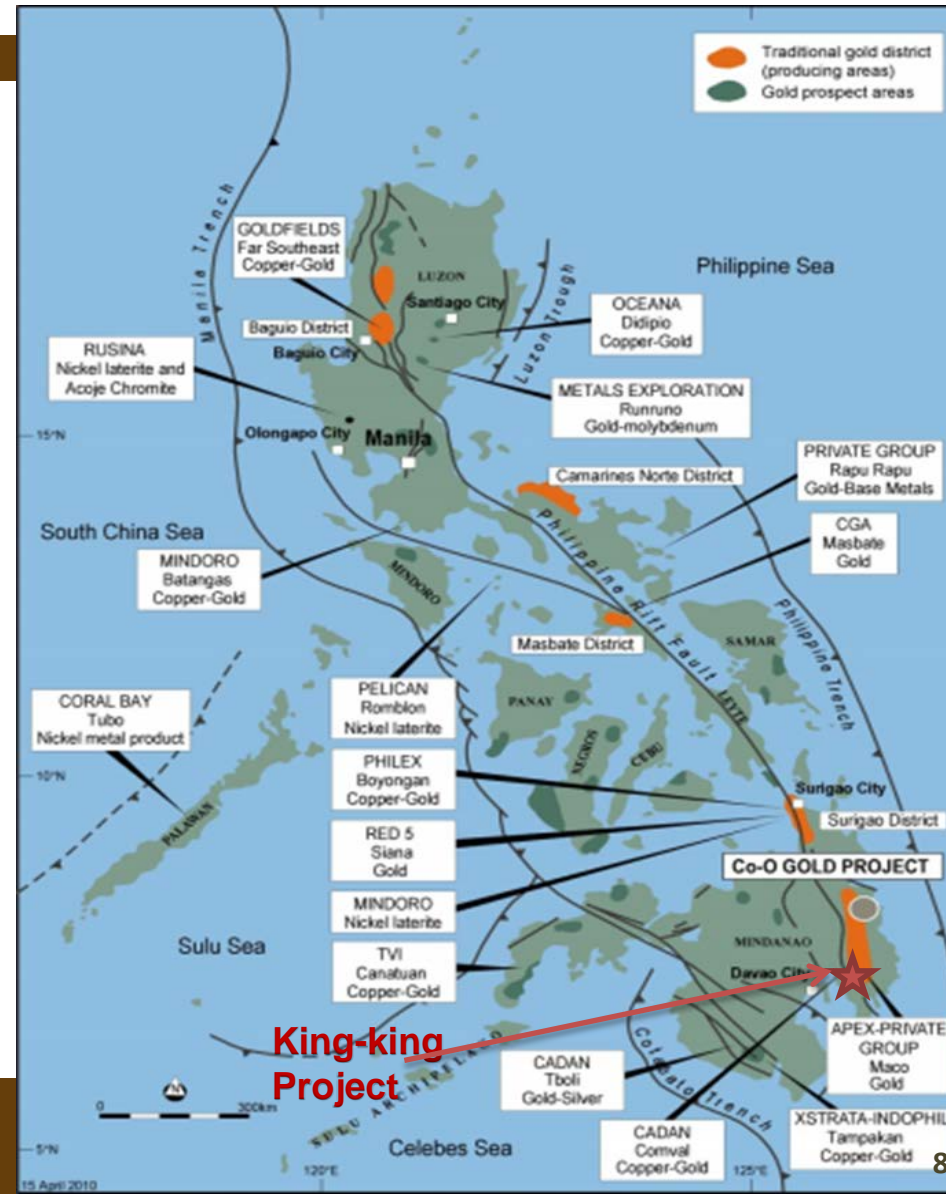 Traditional gold district
(producing areas)
Gold prospect areas
Manila Trench
GOLDFIELDS
Far Southeast
Copper-Gold
LUZON
Philippine Sea
Santiago City
Luzon Trough
OCEANA
Didipio
Copper-Gold
Baguio District
Baguio City
RUSINA
Nickel laterite and
Acoje Chromite
METALS EXPLORATION
Runruno
Gold-molybdenum
15°N
Olongapo City
Manila
PRIVATE GROUP
Rapu Rapu
Gold-Base Metals
Camarines Norte District
South China Sea
Philippine Rift Fault
CGA
Masbate
Gold
MINDORO
Batangas
Copper-Gold
MINDORO
Philippine Trench
Masbate District
SAMAR
CORAL BAY
Tubo
Nickel metal product
PELICAN
Romblon
Nickel laterite
PANAY
LEYTE
NEGROS
CEBU
PHILEX
Boyongan
Copper-Gold
10°N
Surigao City
Surigao District
PALAWAN
RED 5
Siana
Gold
Co-O GOLD PROJECT
MINDORO
Nickel laterite
Sulu Sea
MINDANAO
TVI
Canatuan
Copper-Gold
Davao City
King-king
Project
APEX-PRIVATE
GROUP
Maco
Gold
CADAN
Tboli
Gold-Silver
Cotabato Trench
0 300km
SULU ARCHIPELAGO
XSTRATA-INDOPHIL
Tampakan
Copper-Gold
CADAN
Comval
Copper-Gold
Celebes Sea
5°N
120°E
125°E
15 April 2010
8